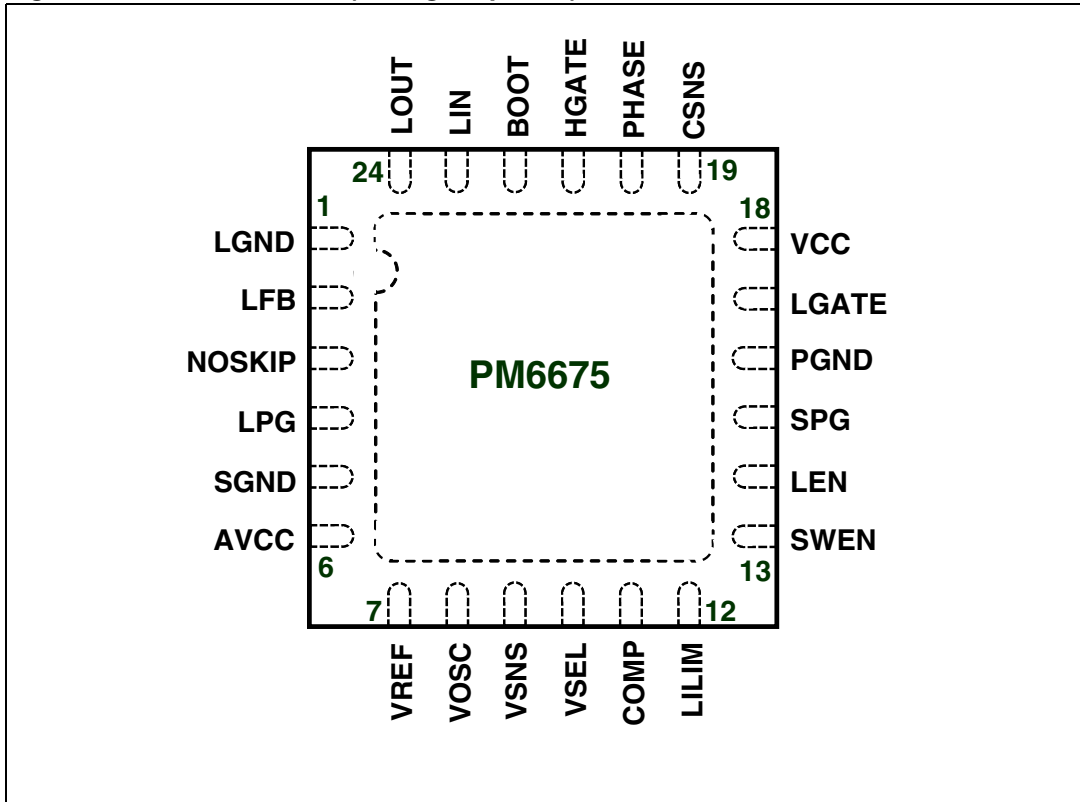 LOUT
LIN
BOOT
HGATE
PHASE
CSNS
24
19
1
18
LGND
VCC
LFB
LGATE
NOSKIP
PGND
PM6675
LPG
SPG
SGND
LEN
AVCC
SWEN
6
13
7
12
VREF
VOSC
VSNS
VSEL
COMP
LILIM